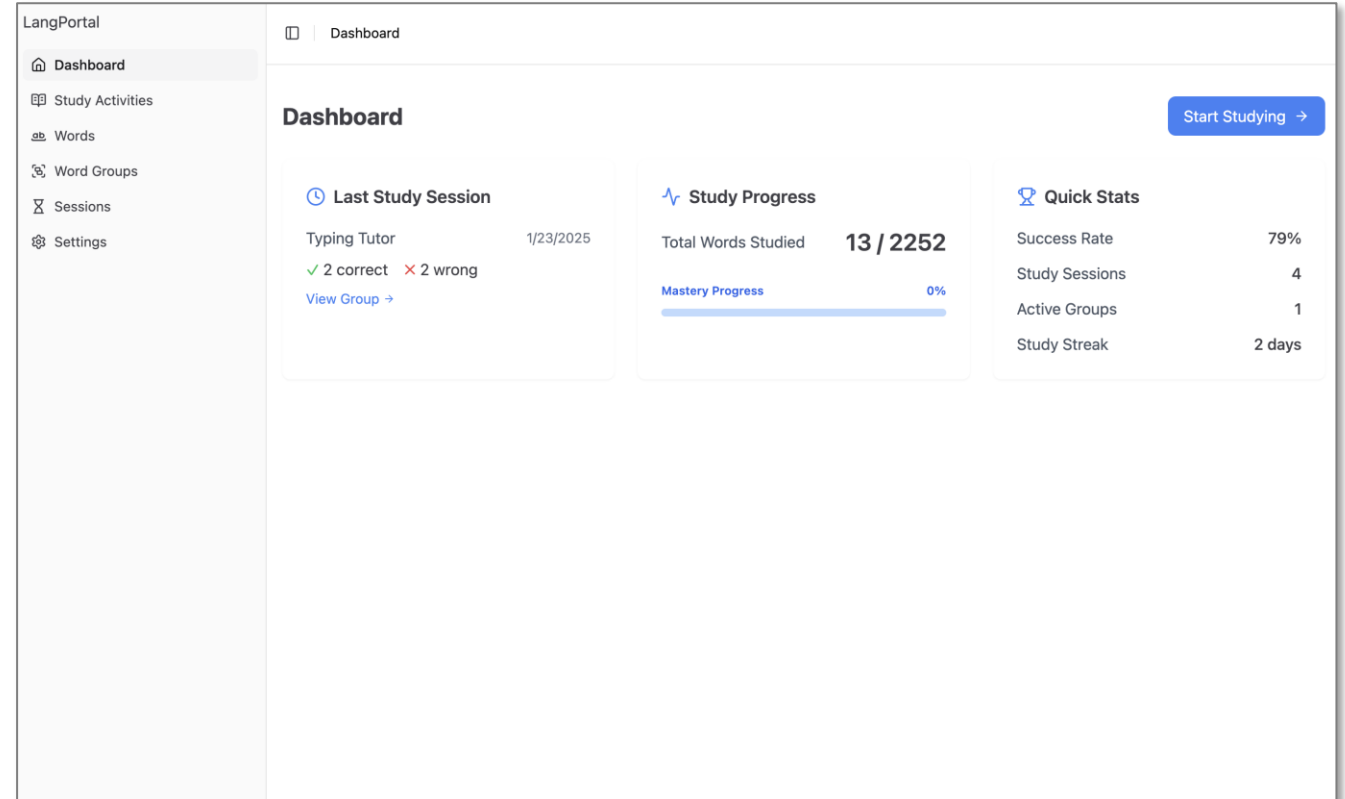 LangPortal
Dashboard
Study Activities
Words
Word Groups
Sessions
Settings
Dashboard
Dashboard
Start Studying →
Last Study Session
Typing Tutor 1/23/2025
✓ 2 correct ✕ 2 wrong
View Group →
Study Progress
Total Words Studied 13 / 2252
Mastery Progress 0%
Quick Stats
Success Rate 79%
Study Sessions 4
Active Groups 1
Study Streak 2 days